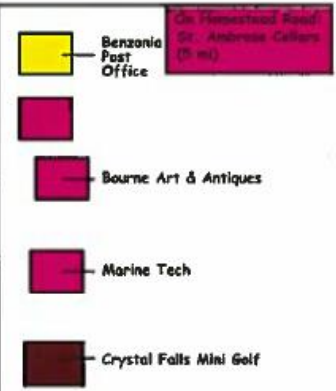 Benzonia
Post
Office
On Homestead Road:
St. Ambrose Cellars
(5 mi)
Bourne Art & Antiques
Marine Tech
Crystal Falls Mini Golf